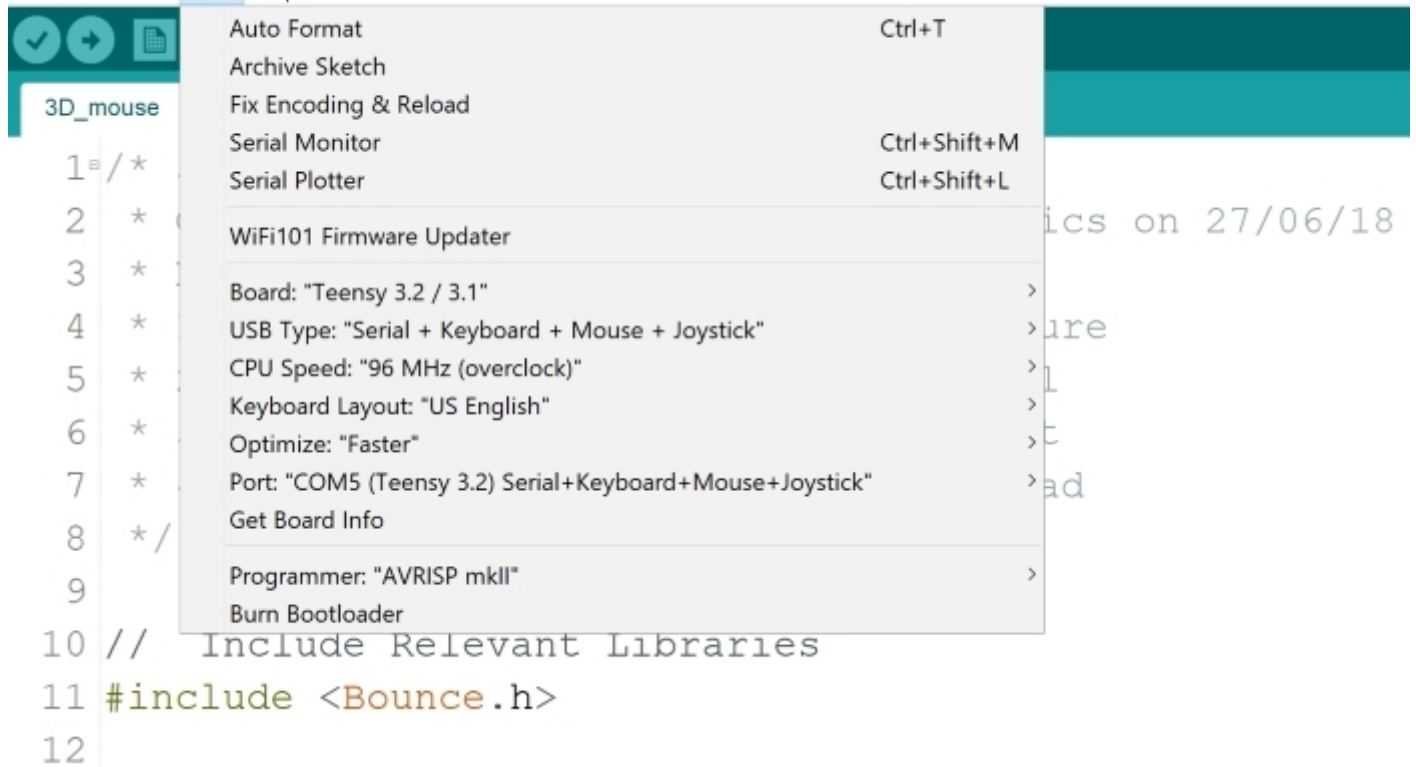 Auto Format Ctrl+T
Archive Sketch
Fix Encoding & Reload
Serial Monitor Ctrl+Shift+M
Serial Plotter Ctrl+Shift+L
WiFi101 Firmware Updater
Board: "Teensy 3.2 / 3.1"
USB Type: "Serial + Keyboard + Mouse + Joystick"
CPU Speed: "96 MHz (overclock)"
Keyboard Layout: "US English"
Optimize: "Faster"
Port: "COM5 (Teensy 3.2) Serial+Keyboard+Mouse+Joystick"
Get Board Info
Programmer: "AVRISP mkII"
Burn Bootloader
3D_mouse
1 /*
2 * ics on 27/06/18
3 *
4 * ure
5 * l
6 * t
7 * ad
8 */
9
10 // Include Relevant Libraries
11 #include <Bounce.h>
12